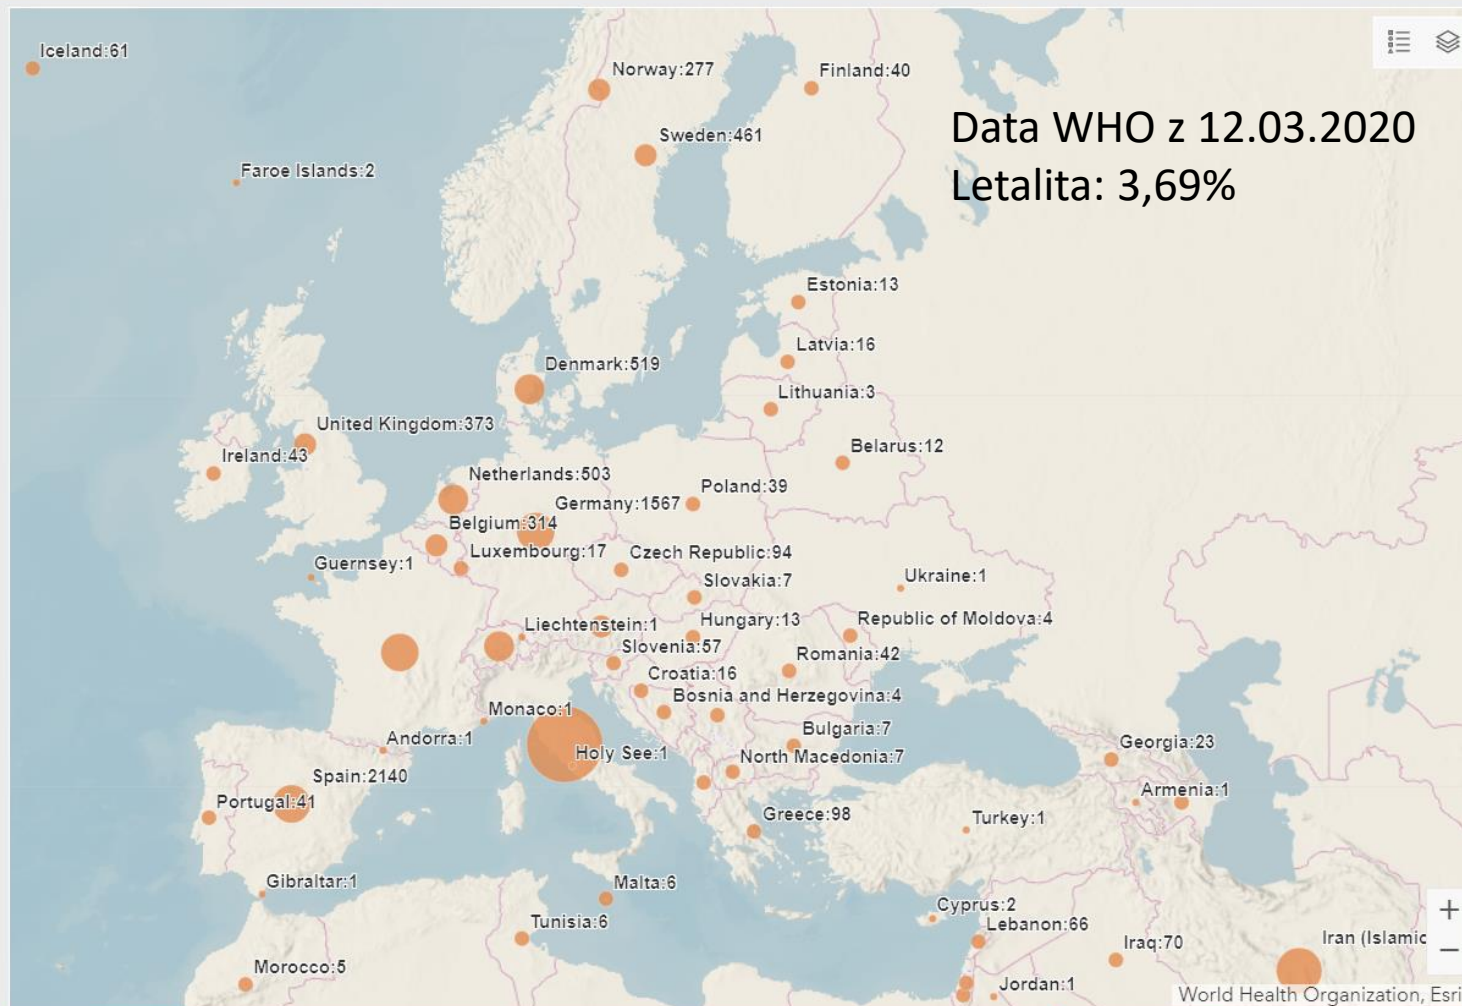 Iceland:61
Norway:277
Finland:40
Data WHO z 12.03.2020
Letalita: 3,69%
Sweden:461
Faroe Islands:2
Estonia:13
Latvia:16
Denmark:519
Lithuania:3
United Kingdom:373
Belarus:12
Ireland:43
Netherlands:503
Poland:39
Germany:1567
Belgium:314
Luxembourg:17
Czech Republic:94
Guernsey:1
Slovakia:7
Ukraine:1
Liechtenstein:1
Hungary:13
Republic of Moldova:4
Slovenia:57
Romania:42
Croatia:16
Bosnia and Herzegovina:4
Monaco:1
Bulgaria:7
Andorra:1
Holy See:1
North Macedonia:7
Georgia:23
Spain:2140
Portugal:41
Armenia:1
Greece:98
Turkey:1
Gibraltar:1
Malta:6
Cyprus:2
Tunisia:6
Lebanon:66
Iraq:70
Iran (Islamic
Morocco:5
Jordan:1
World Health Organization, Esri